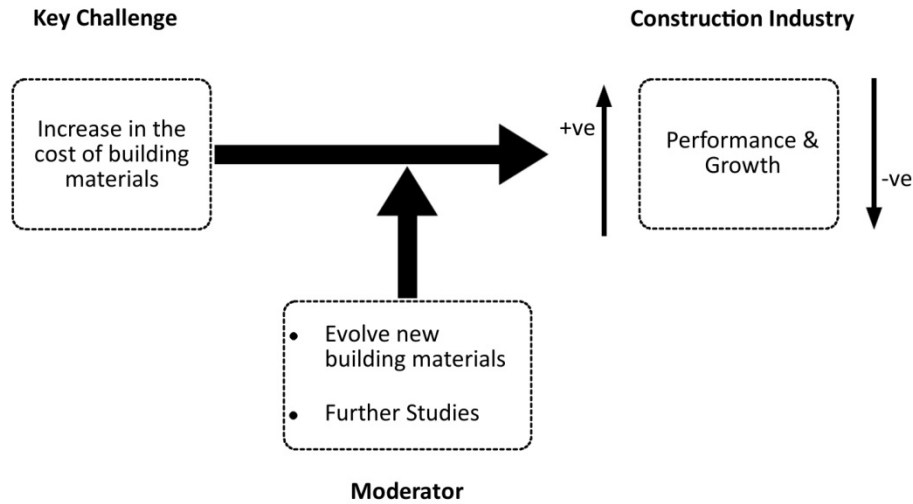 Key Challenge
Construction Industry
Increase in the
cost of building
materials
+ve
Performance &
Growth
-ve
• Evolve new
building materials
• Further Studies
Moderator